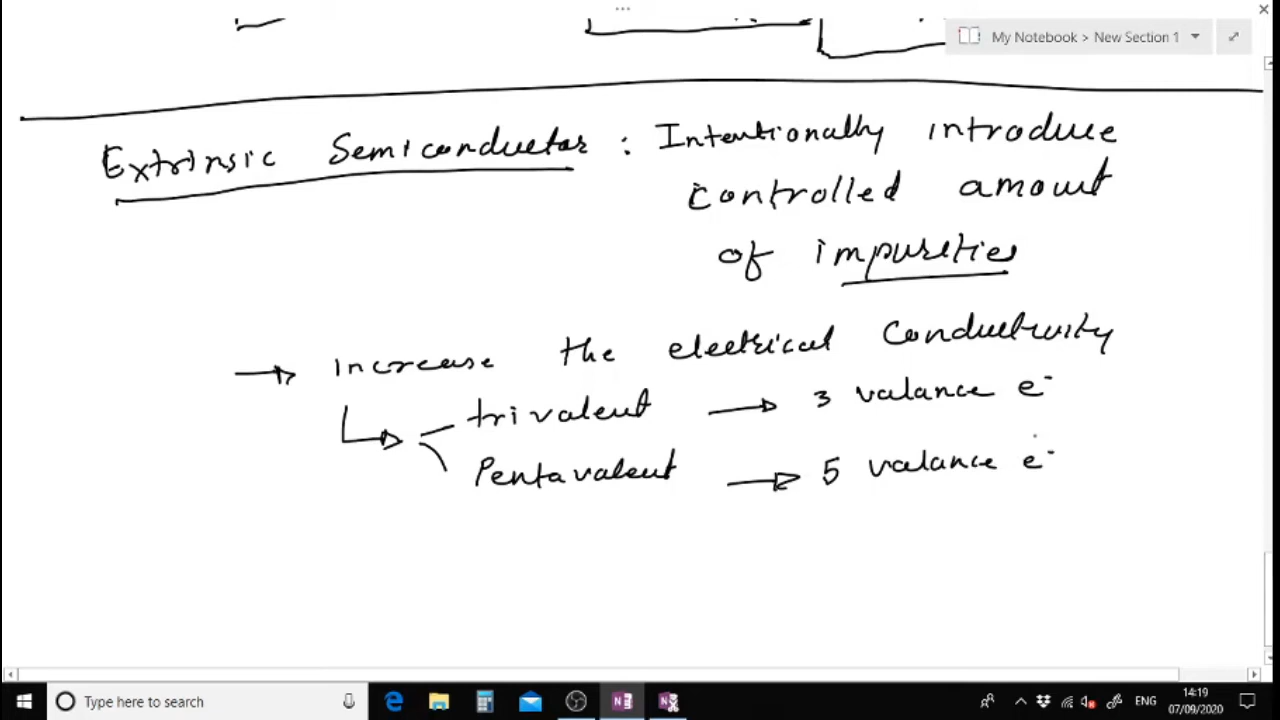 My Notebook > New Section 1
Extrinsic Semiconductor : Intentionally introduce
controlled amount
of impurities
→ increase the electrical conductivity
trivalent → 3 valance e⁻
Pentavalent → 5 valance e⁻
Type here to search
ENG
14:19
07/09/2020